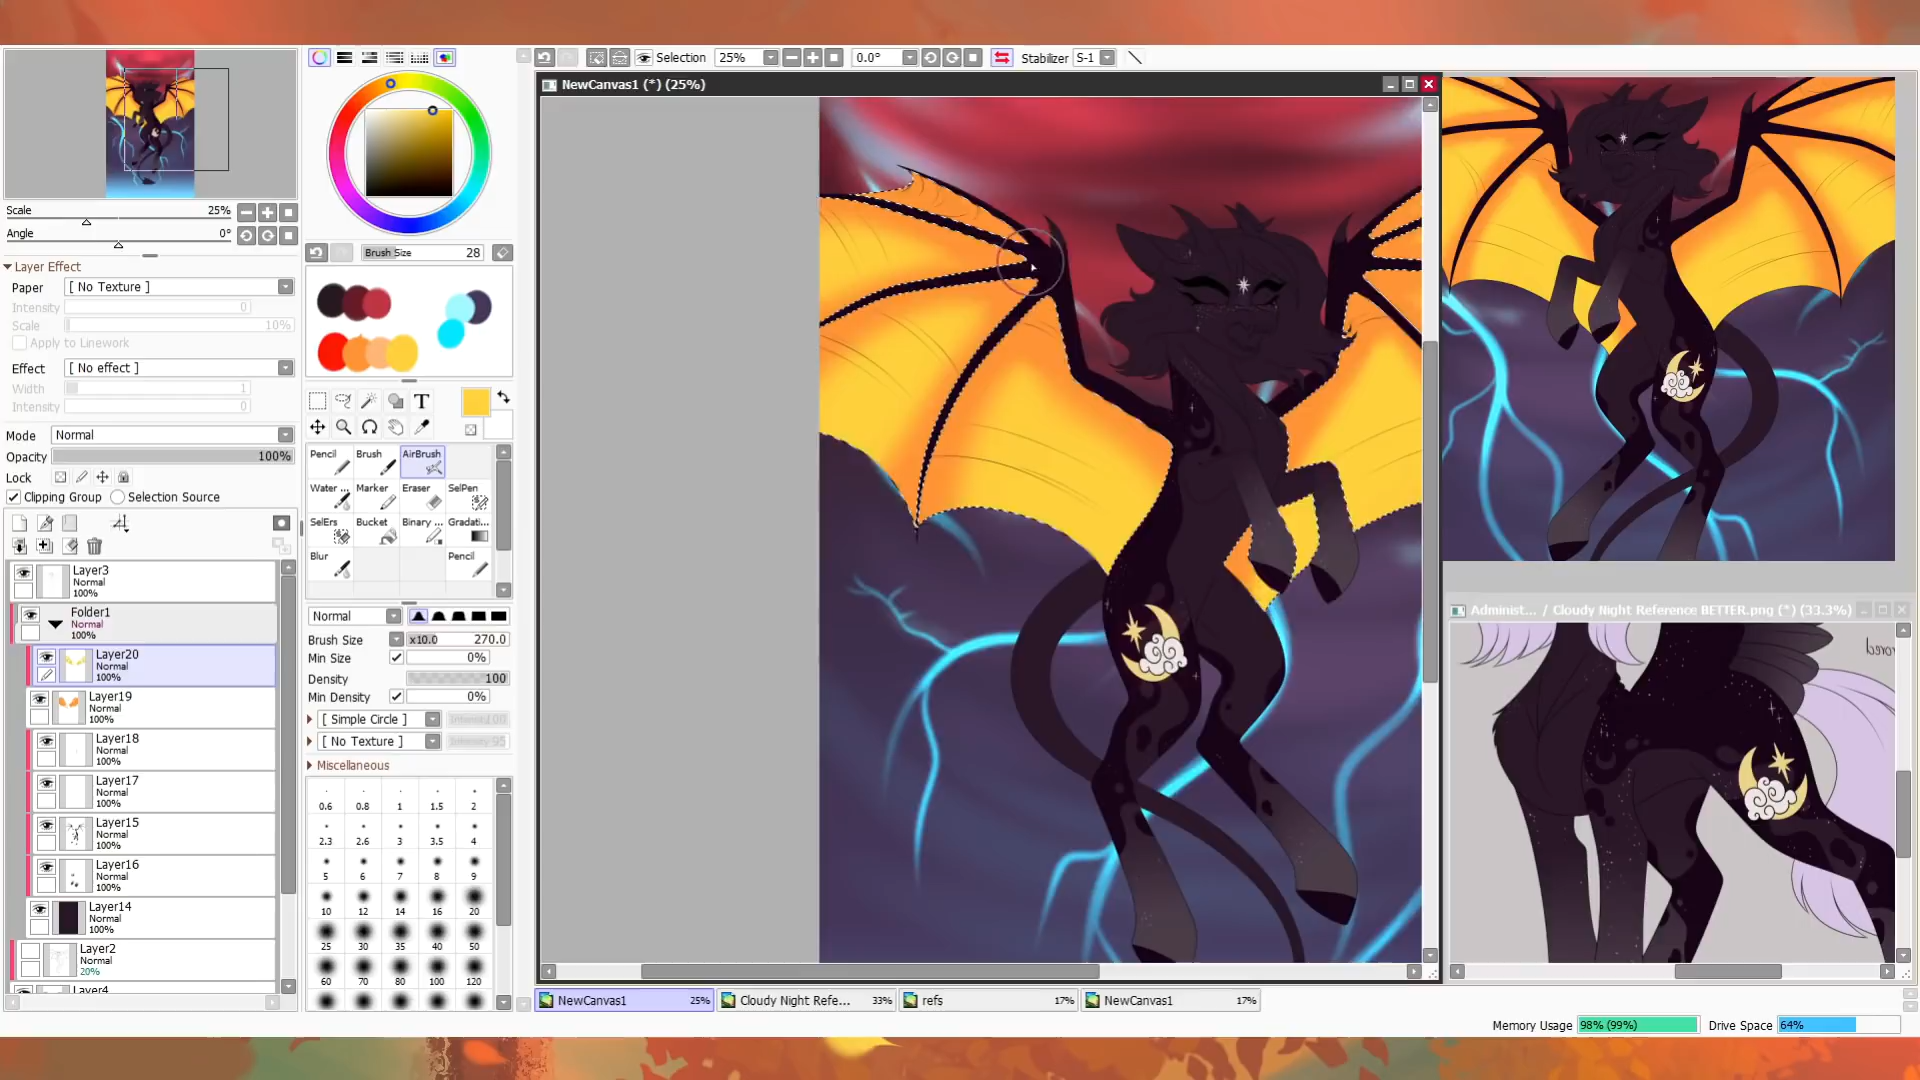 Selection
25%
0.0°
Stabilizer
S-1
NewCanvas1 (*) (25%)
Scale
25%
Angle
0°
Layer Effect
Paper
[ No Texture ]
Intensity
0
Scale
10%
Apply to Linework
Effect
[ No effect ]
Width
1
Intensity
0
Mode
Normal
Opacity
100%
Lock
Clipping Group
Selection Source
Layer3
Normal
100%
Folder1
Normal
100%
Layer20
Normal
100%
Layer19
Normal
100%
Layer18
Normal
100%
Layer17
Normal
100%
Layer15
Normal
100%
Layer16
Normal
100%
Layer14
Normal
100%
Layer2
Normal
20%
Layer4
Brush Size
28
T
Pencil
Brush
AirBrush
Water ...
Marker
Eraser
SelPen
SelErs
Bucket
Binary ...
Gradati...
Blur
Pencil
Normal
Brush Size
x10.0
270.0
Min Size
0%
Density
100
Min Density
0%
[ Simple Circle ]
Intensity
[ No Texture ]
Intensity 95
Miscellaneous
0.6 0.8 1 1.5 2
2.3 2.6 3 3.5 4
5 6 7 8 9
10 12 14 16 20
25 30 35 40 50
60 70 80 100 120
Administ... / Cloudy Night Reference BETTER.png (*) (33.3%)
NewCanvas1 25%
Cloudy Night Refe... 33%
refs 17%
NewCanvas1 17%
Memory Usage
98% (99%)
Drive Space
64%